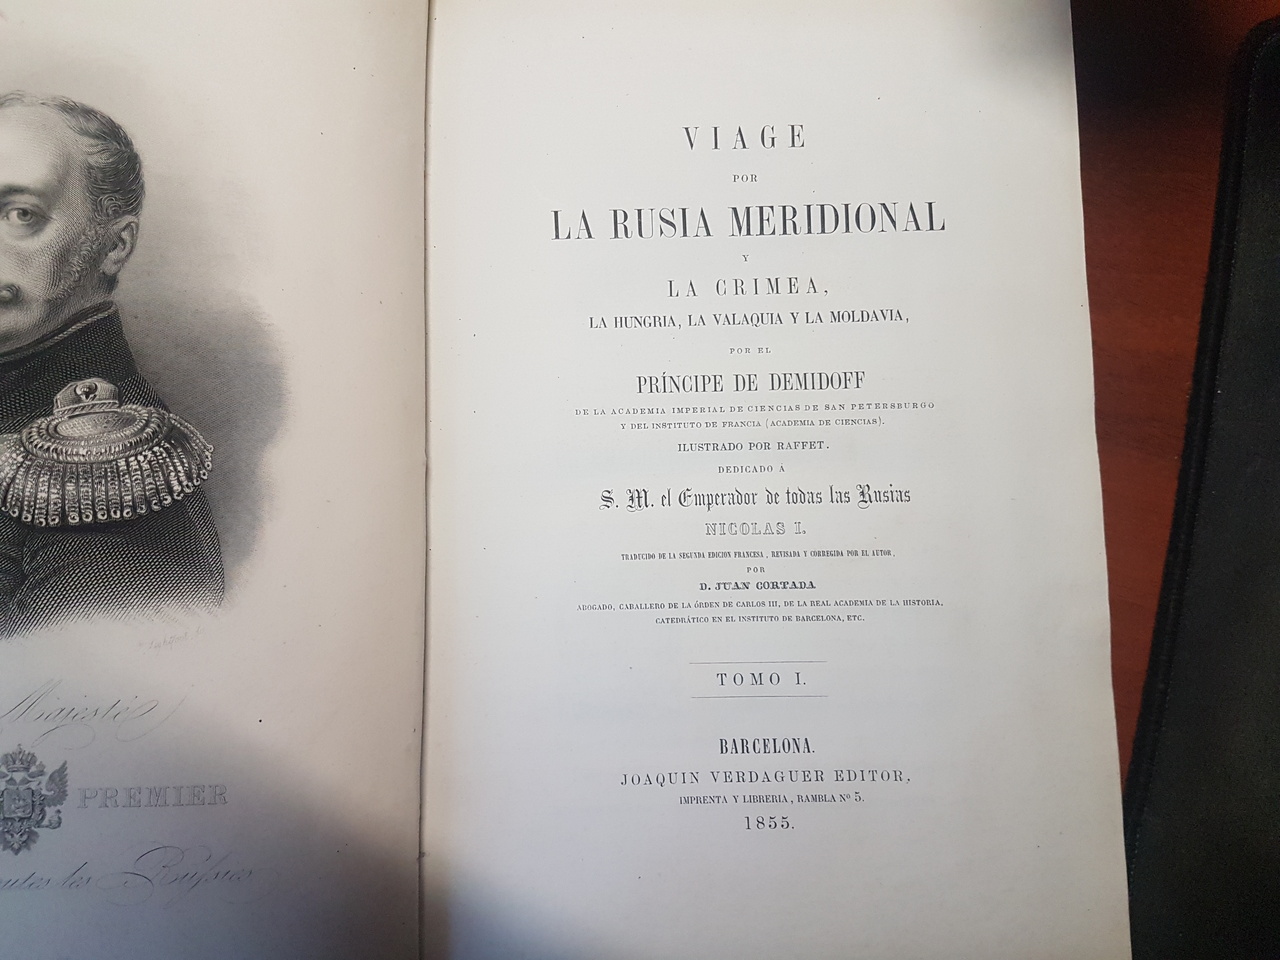 Majesté
PREMIER
toutes les Russies
VIAGE
POR
LA RUSIA MERIDIONAL
Y
LA CRIMEA,
LA HUNGRIA, LA VALAQUIA Y LA MOLDAVIA,
POR EL
PRÍNCIPE DE DEMIDOFF
DE LA ACADEMIA IMPERIAL DE CIENCIAS DE SAN PETERSBURGO
Y DEL INSTITUTO DE FRANCIA (ACADEMIA DE CIENCIAS).
ILUSTRADO POR RAFFET.
DEDICADO Á
S. M. el Emperador de todas las Rusias
NICOLAS I.
TRADUCIDO DE LA SEGUNDA EDICION FRANCESA, REVISADA Y CORREGIDA POR EL AUTOR,
POR
D. JUAN CORTADA
ABOGADO, CABALLERO DE LA ÓRDEN DE CARLOS III, DE LA REAL ACADEMIA DE LA HISTORIA,
CATEDRÁTICO EN EL INSTITUTO DE BARCELONA, ETC.
TOMO I.
BARCELONA.
JOAQUIN VERDAGUER EDITOR,
IMPRENTA Y LIBRERIA, RAMBLA Nº 5.
1855.